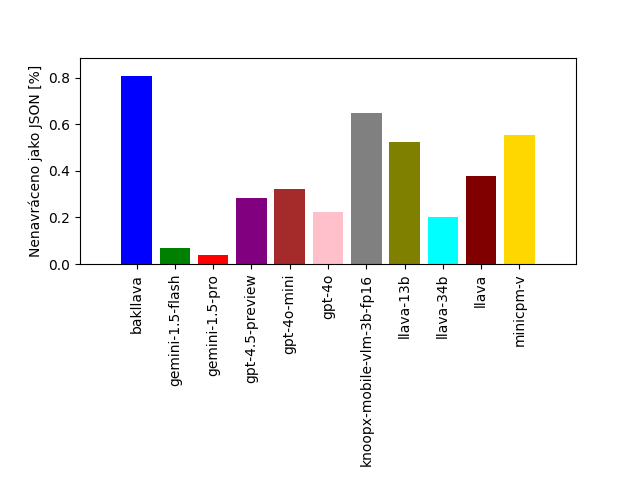 Nenavráceno jako JSON [%]
0.8
0.6
0.4
0.2
0.0
bakllava
gemini-1.5-flash
gemini-1.5-pro
gpt-4.5-preview
gpt-4o-mini
gpt-4o
knoopx-mobile-vlm-3b-fp16
llava-13b
llava-34b
llava
minicpm-v